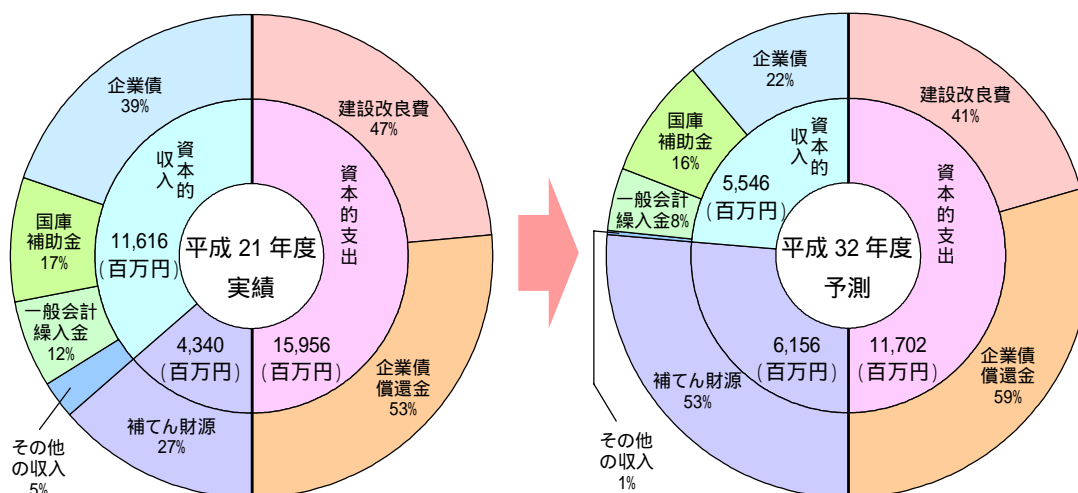 企業債
39%
建設改良費
47%
資本的
収入
資本的支出
国庫
補助金
17%
11,616
(百万円)
平成 21 年度
実績
一般会計
繰入金
12%
4,340
(百万円)
15,956
(百万円)
企業債
償還金
53%
補てん財源
27%
その他
の収入
5%
企業債
22%
建設改良費
41%
国庫
補助金
16%
資本的
収入
資本的支出
一般会計
繰入金8%
5,546
(百万円)
平成 32 年度
予測
6,156
(百万円)
11,702
(百万円)
企業債
償還金
59%
補てん財源
53%
その他
の収入
1%